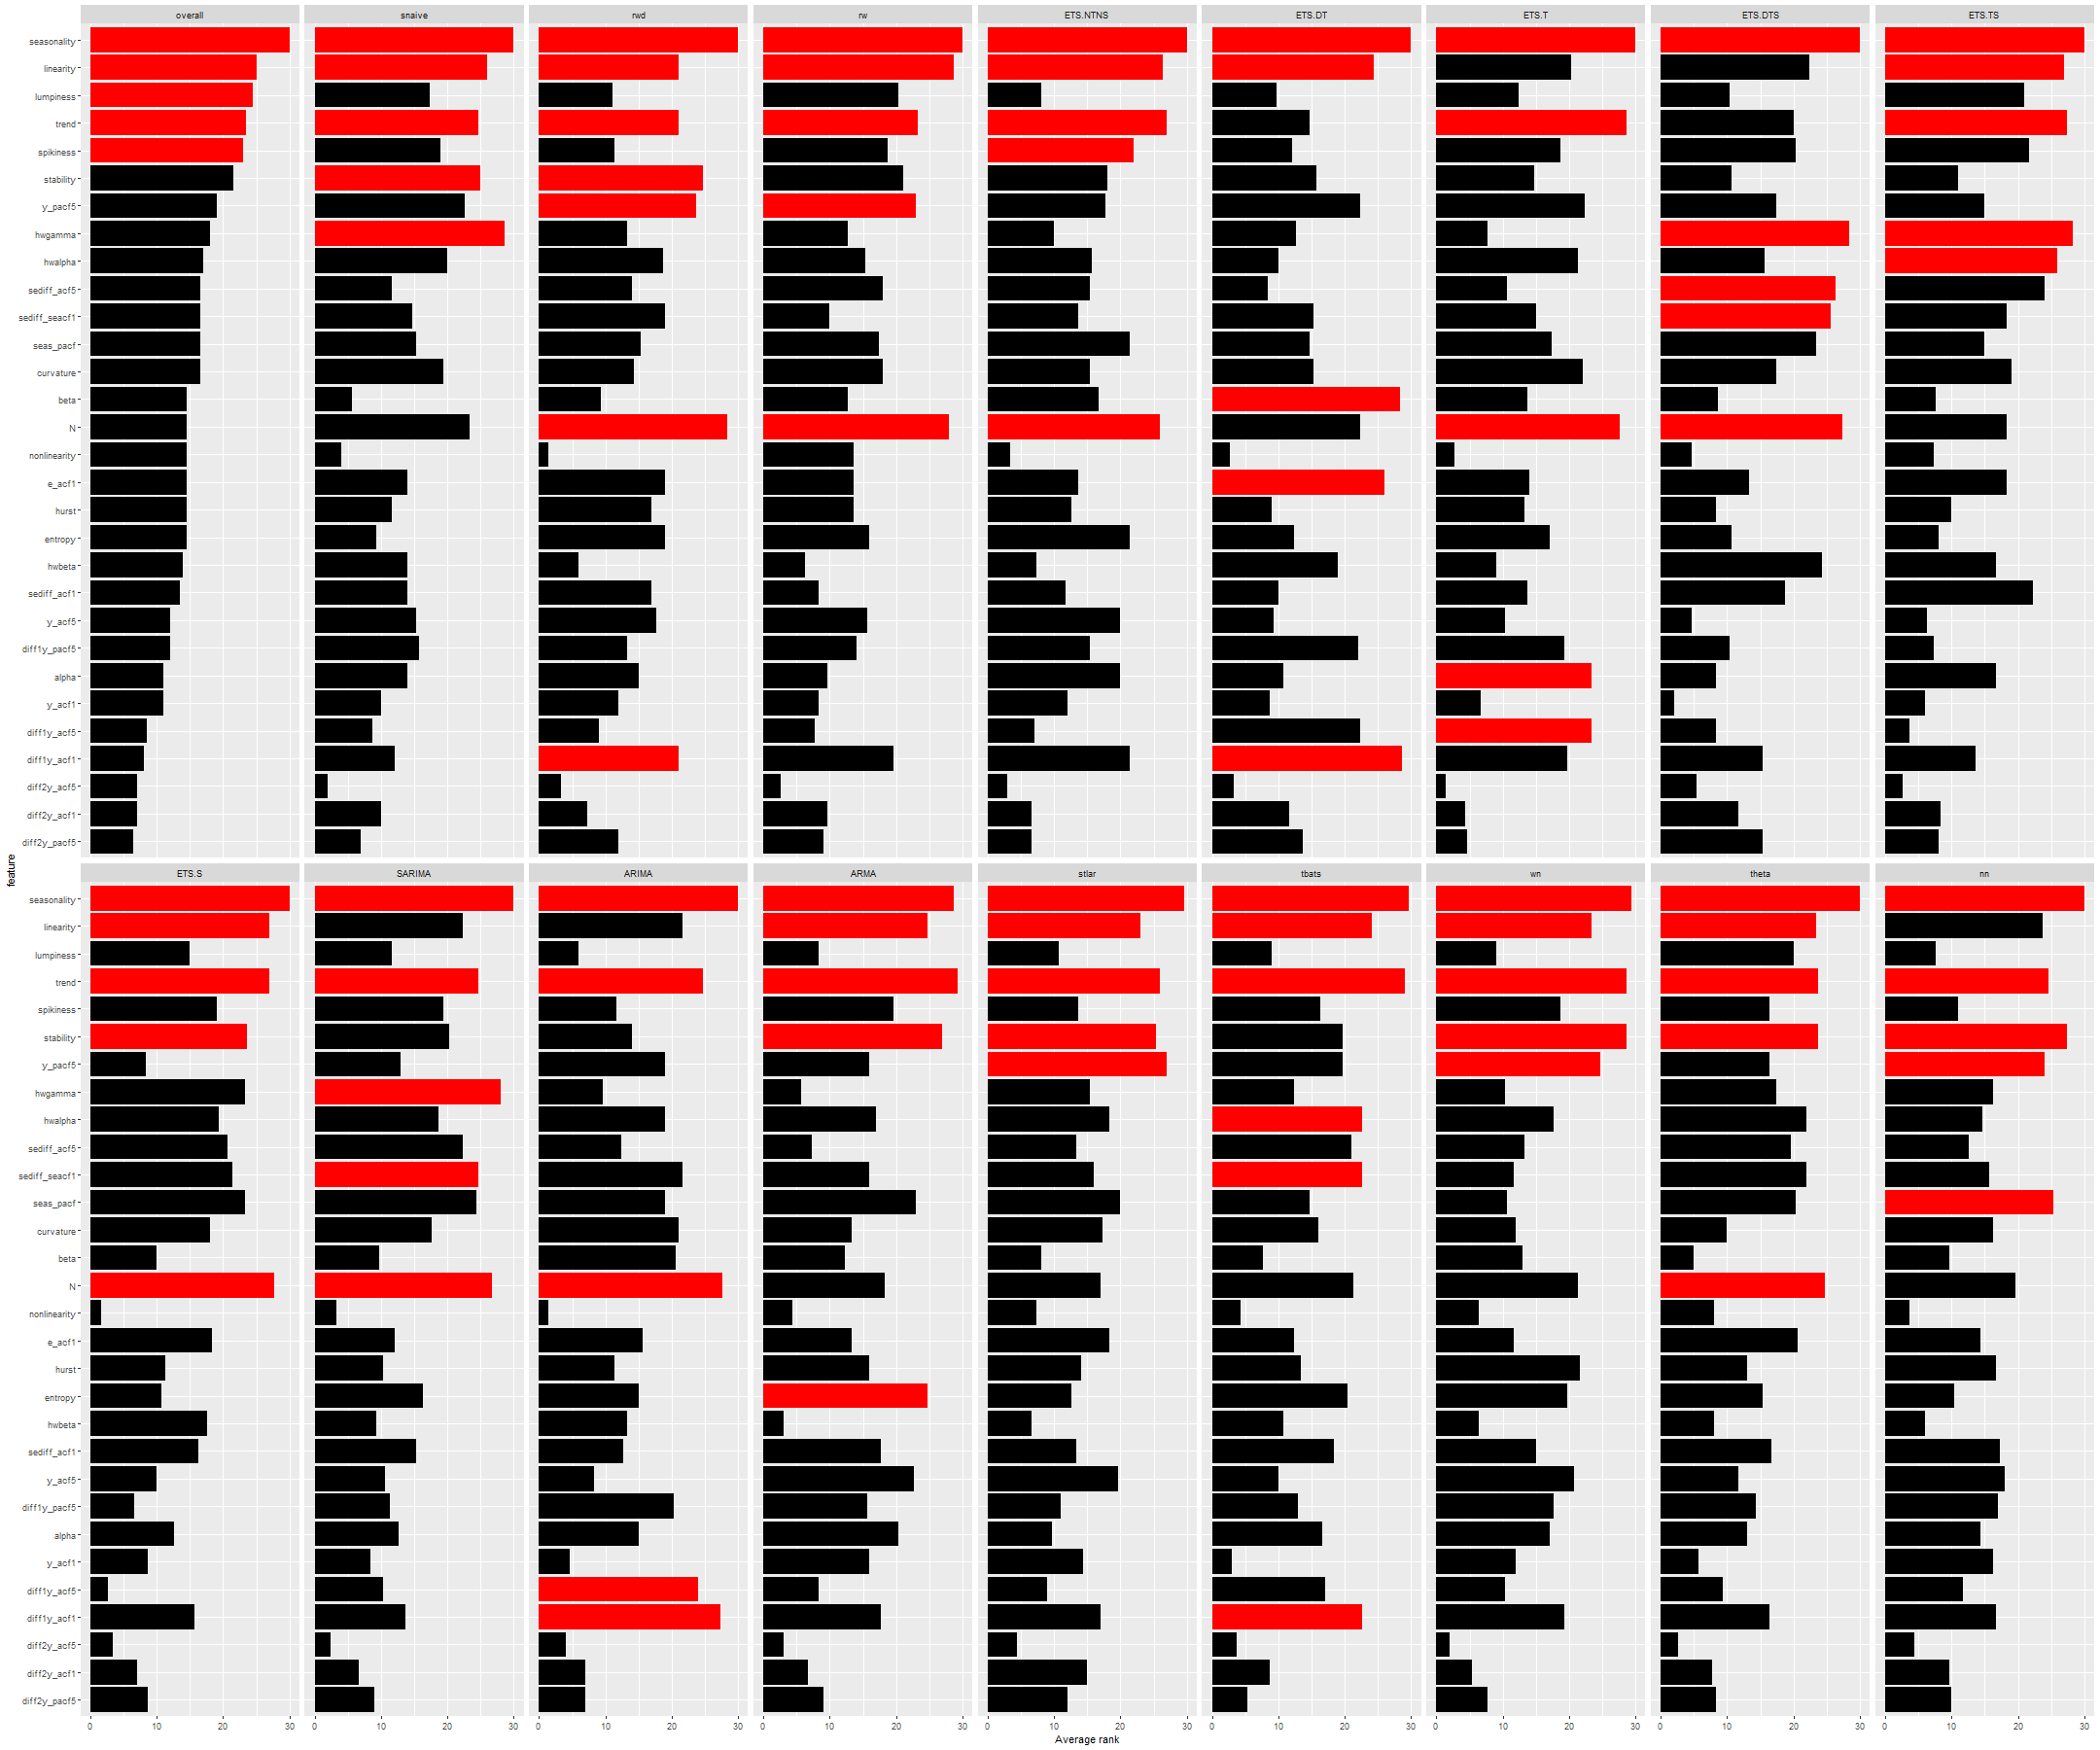 overall snaive rwd rw ETS.NTNS ETS.DT ETS.T ETS.DTS ETS.TS
seasonality
linearity
lumpiness
trend
spikiness
stability
y_pacf5
hwgamma
hwalpha
sediff_acf5
sediff_seacf1
seas_pacf
curvature
beta
N
nonlinearity
e_acf1
hurst
entropy
hwbeta
sediff_acf1
y_acf5
diff1y_pacf5
alpha
y_acf1
diff1y_acf5
diff1y_acf1
diff2y_acf5
diff2y_acf1
diff2y_pacf5
feature
ETS.S SARIMA ARIMA ARMA stlar tbats wn theta nn
seasonality
linearity
lumpiness
trend
spikiness
stability
y_pacf5
hwgamma
hwalpha
sediff_acf5
sediff_seacf1
seas_pacf
curvature
beta
N
nonlinearity
e_acf1
hurst
entropy
hwbeta
sediff_acf1
y_acf5
diff1y_pacf5
alpha
y_acf1
diff1y_acf5
diff1y_acf1
diff2y_acf5
diff2y_acf1
diff2y_pacf5
0 10 20 30 0 10 20 30 0 10 20 30 0 10 20 30 0 10 20 30 0 10 20 30 0 10 20 30 0 10 20 30 0 10 20 30
Average rank